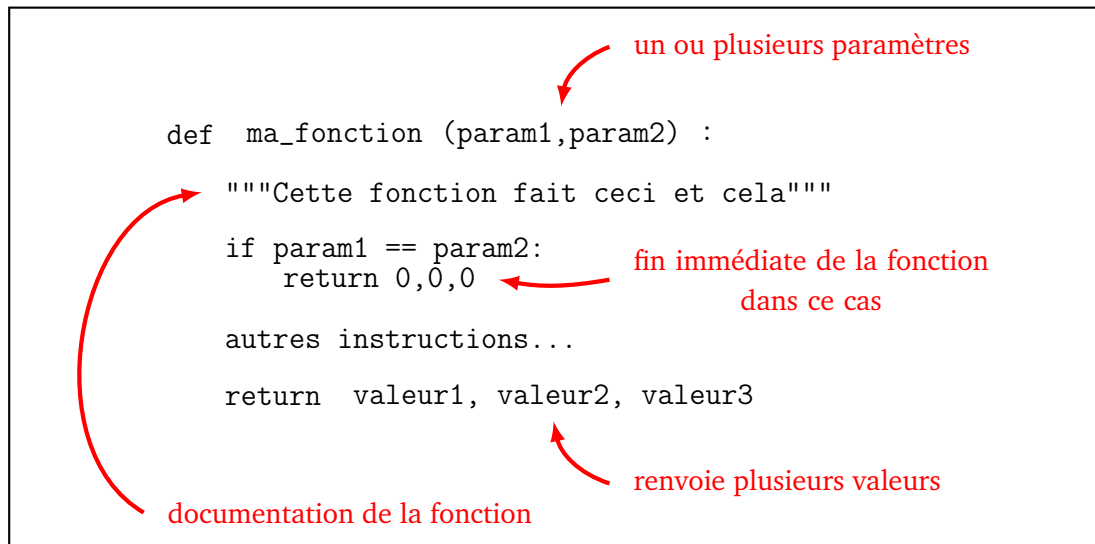 un ou plusieurs paramètres
def ma_fonction (param1,param2) :
"""Cette fonction fait ceci et cela"""
if param1 == param2:
return 0,0,0
fin immédiate de la fonction
dans ce cas
autres instructions...
return valeur1, valeur2, valeur3
renvoie plusieurs valeurs
documentation de la fonction